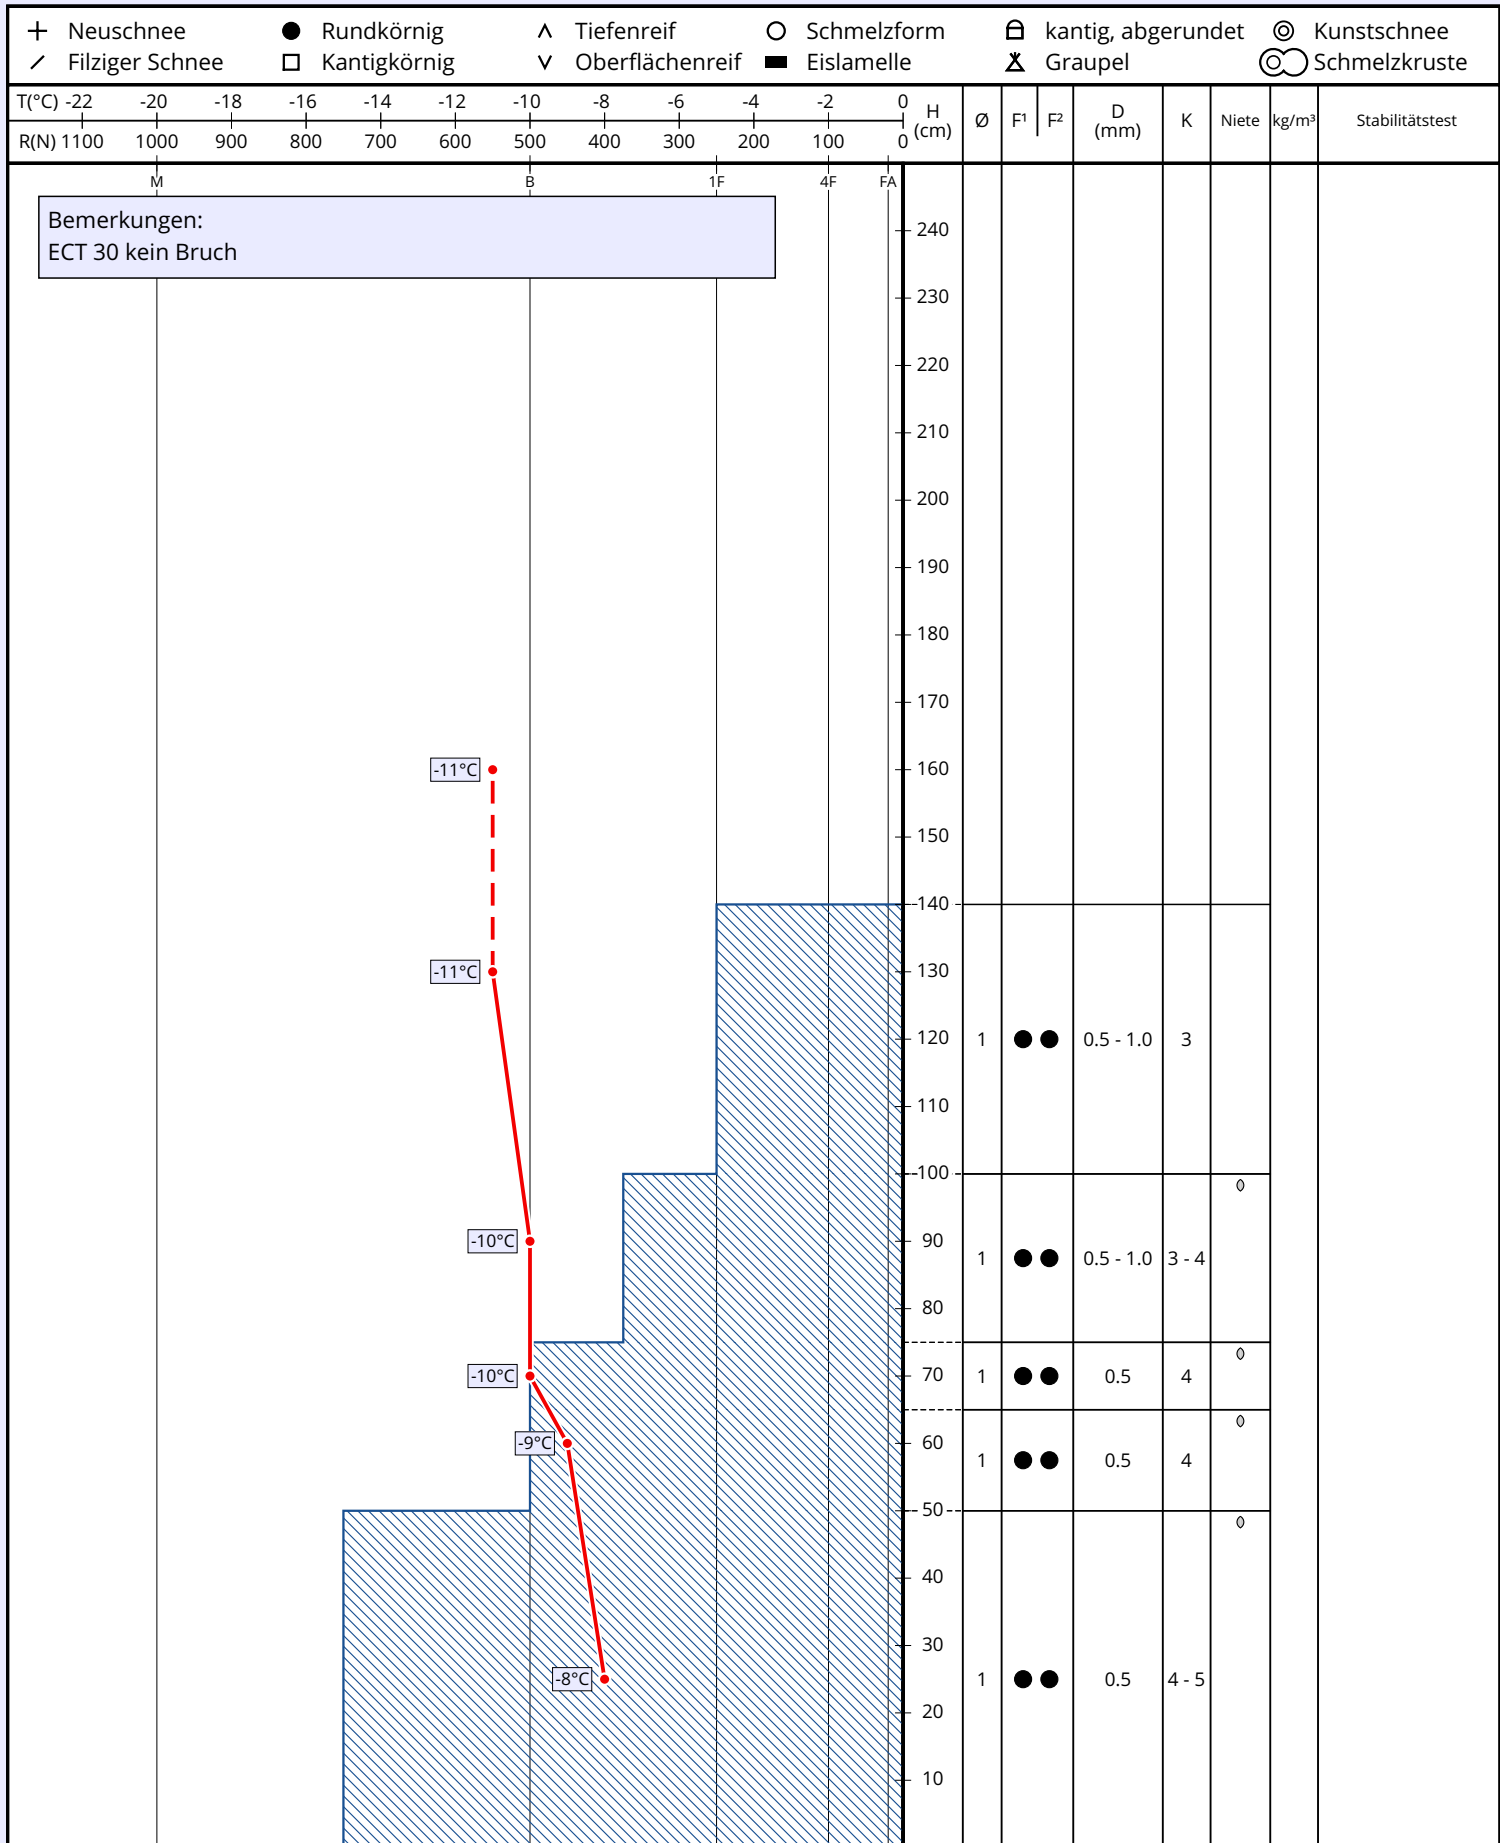 Neuschnee Rundkörnig Tiefenreif Schmelzform kantig, abgerundet Kunstschnee
Filziger Schnee Kantigkörnig Oberflächenreif Eislamelle Graupel Schmelzkruste
T(°C) -22 -20 -18 -16 -14 -12 -10 -8 -6 -4 -2 0
R(N) 1100 1000 900 800 700 600 500 400 300 200 100 0
H (cm) Ø F¹ F² D (mm) K Niete kg/m³ Stabilitätstest
M B 1F 4F FA
Bemerkungen:
ECT 30 kein Bruch
240
230
220
210
200
190
180
170
-11°C 160
150
140
-11°C 130
120 1 0.5 - 1.0 3
110
100
-10°C 90
1 0.5 - 1.0 3 - 4
80
-10°C 70 1 0.5 4
-9°C 60
1 0.5 4
50
40
30
-8°C 1 0.5 4 - 5
20
10